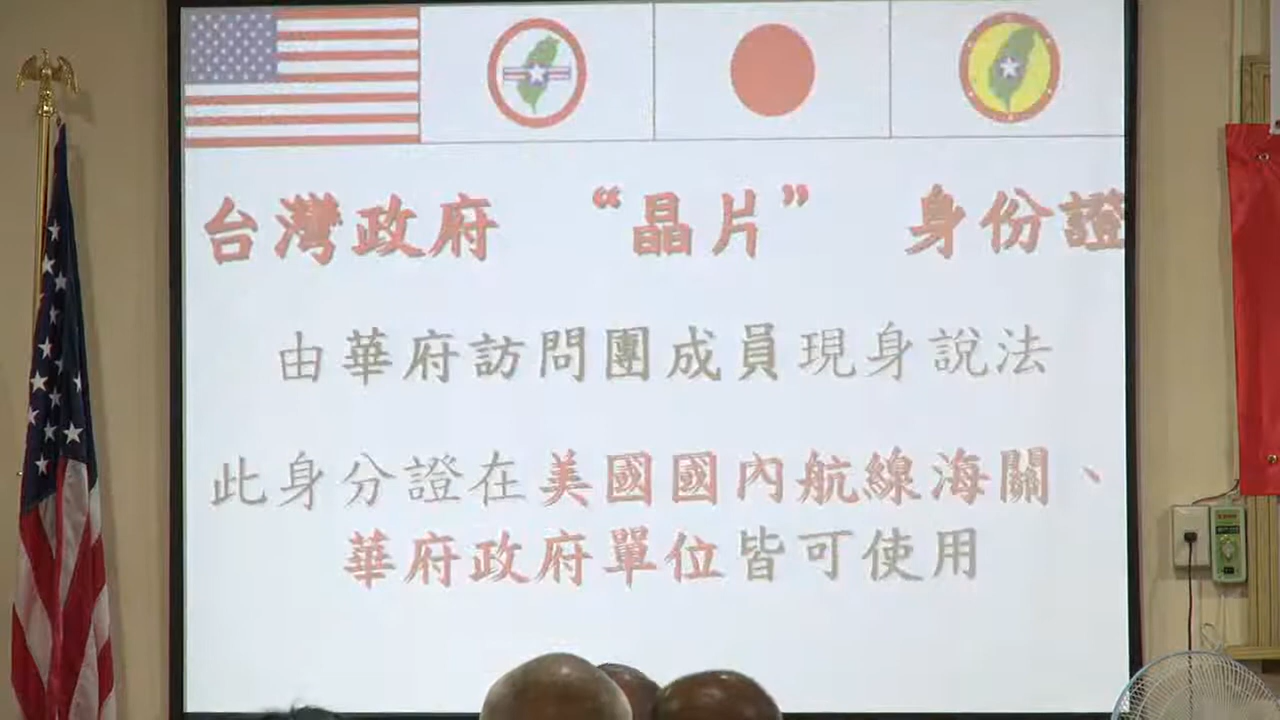 台灣政府 “晶片” 身份證
由華府訪問團成員現身說法
此身分證在美國國內航線海關、
華府政府單位皆可使用